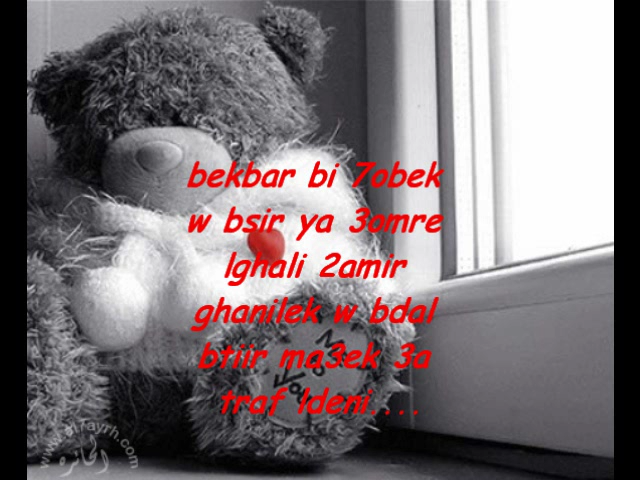 bekbar bi 7obek
w bsir ya 3omre
lghali 2amir
ghanilek w bdal
btiir ma3ek 3a
traf ldeni....